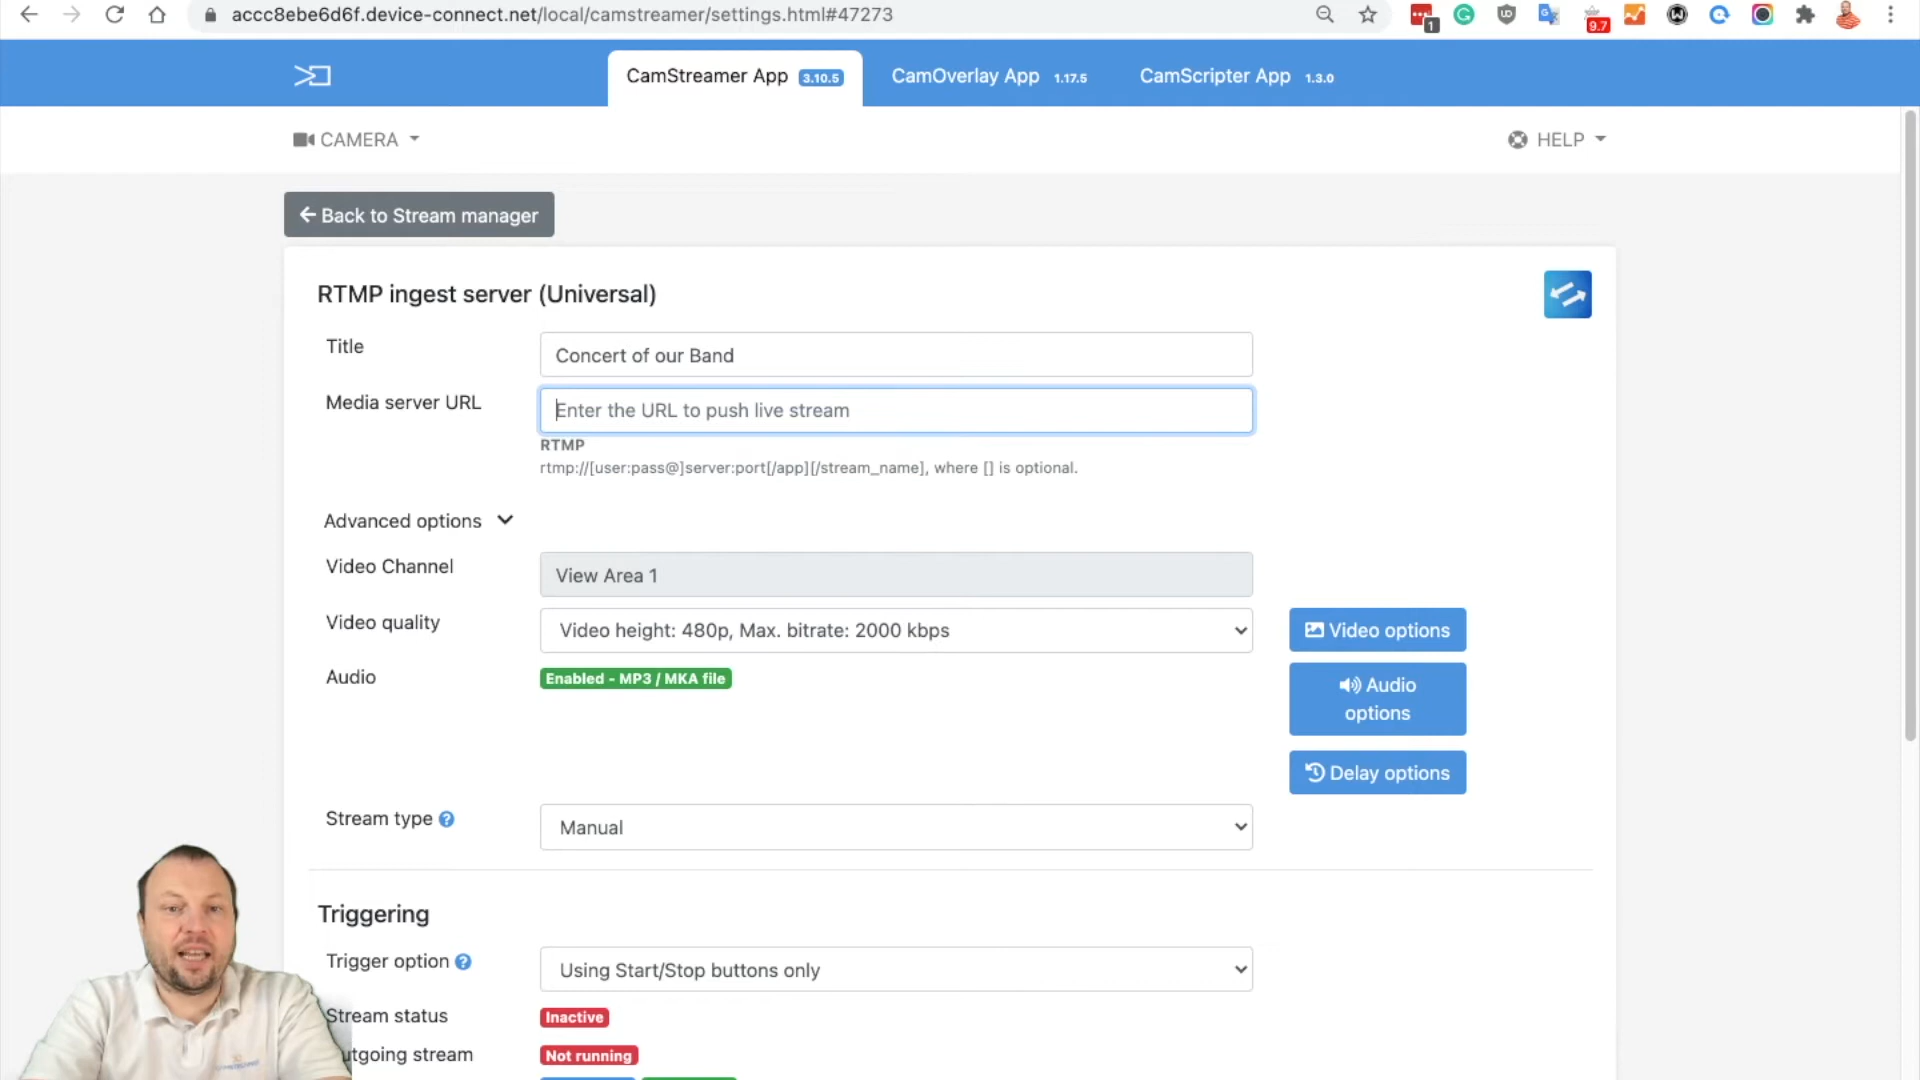 accc8ebe6d6f.device-connect.net/local/camstreamer/settings.html#47273
1
9.7
CamStreamer App 3.10.5
CamOverlay App 1.17.5
CamScripter App 1.3.0
CAMERA
HELP
Back to Stream manager
RTMP ingest server (Universal)
Title
Concert of our Band
Media server URL
Enter the URL to push live stream
RTMP
rtmp://[user:pass@]server:port[/app][/stream_name], where [] is optional.
Advanced options
Video Channel
View Area 1
Video quality
Video height: 480p, Max. bitrate: 2000 kbps
Video options
Audio
Enabled - MP3 / MKA file
Audio
options
Delay options
Stream type ?
Manual
Triggering
Trigger option ?
Using Start/Stop buttons only
Stream status
Inactive
utgoing stream
Not running